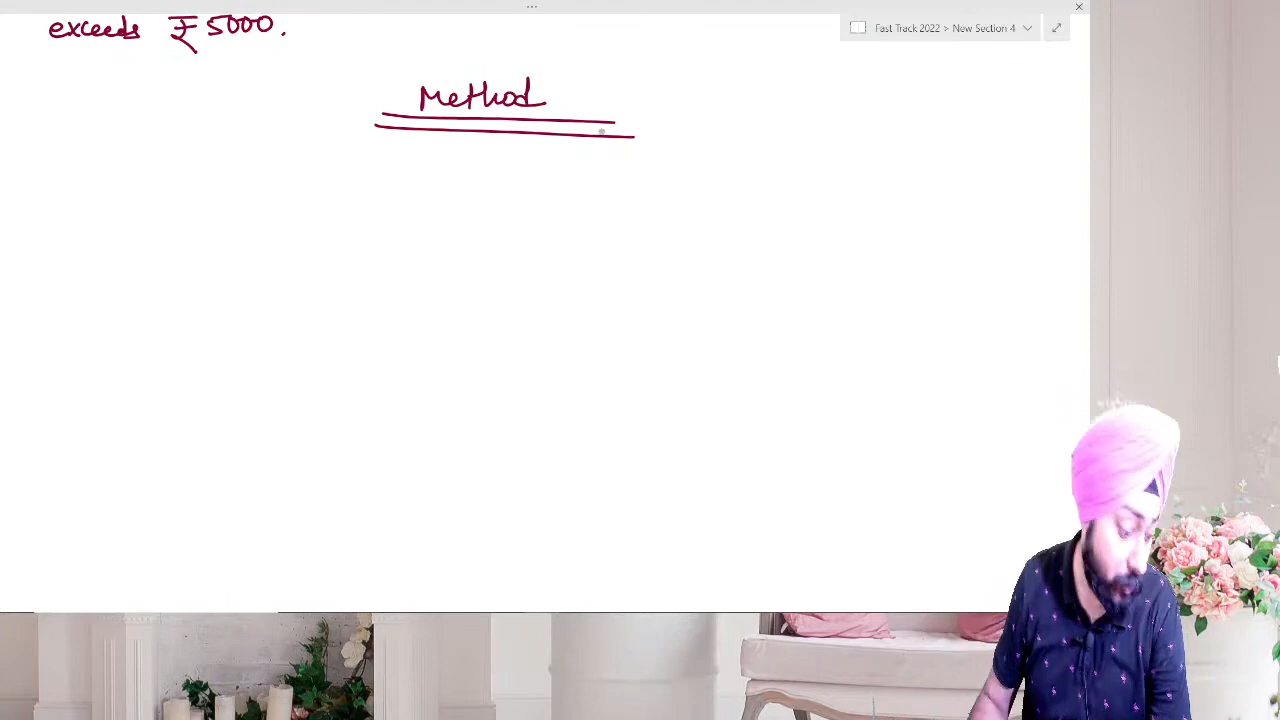 exceeds ₹ 5000.
Fast Track 2022 > New Section 4
Method